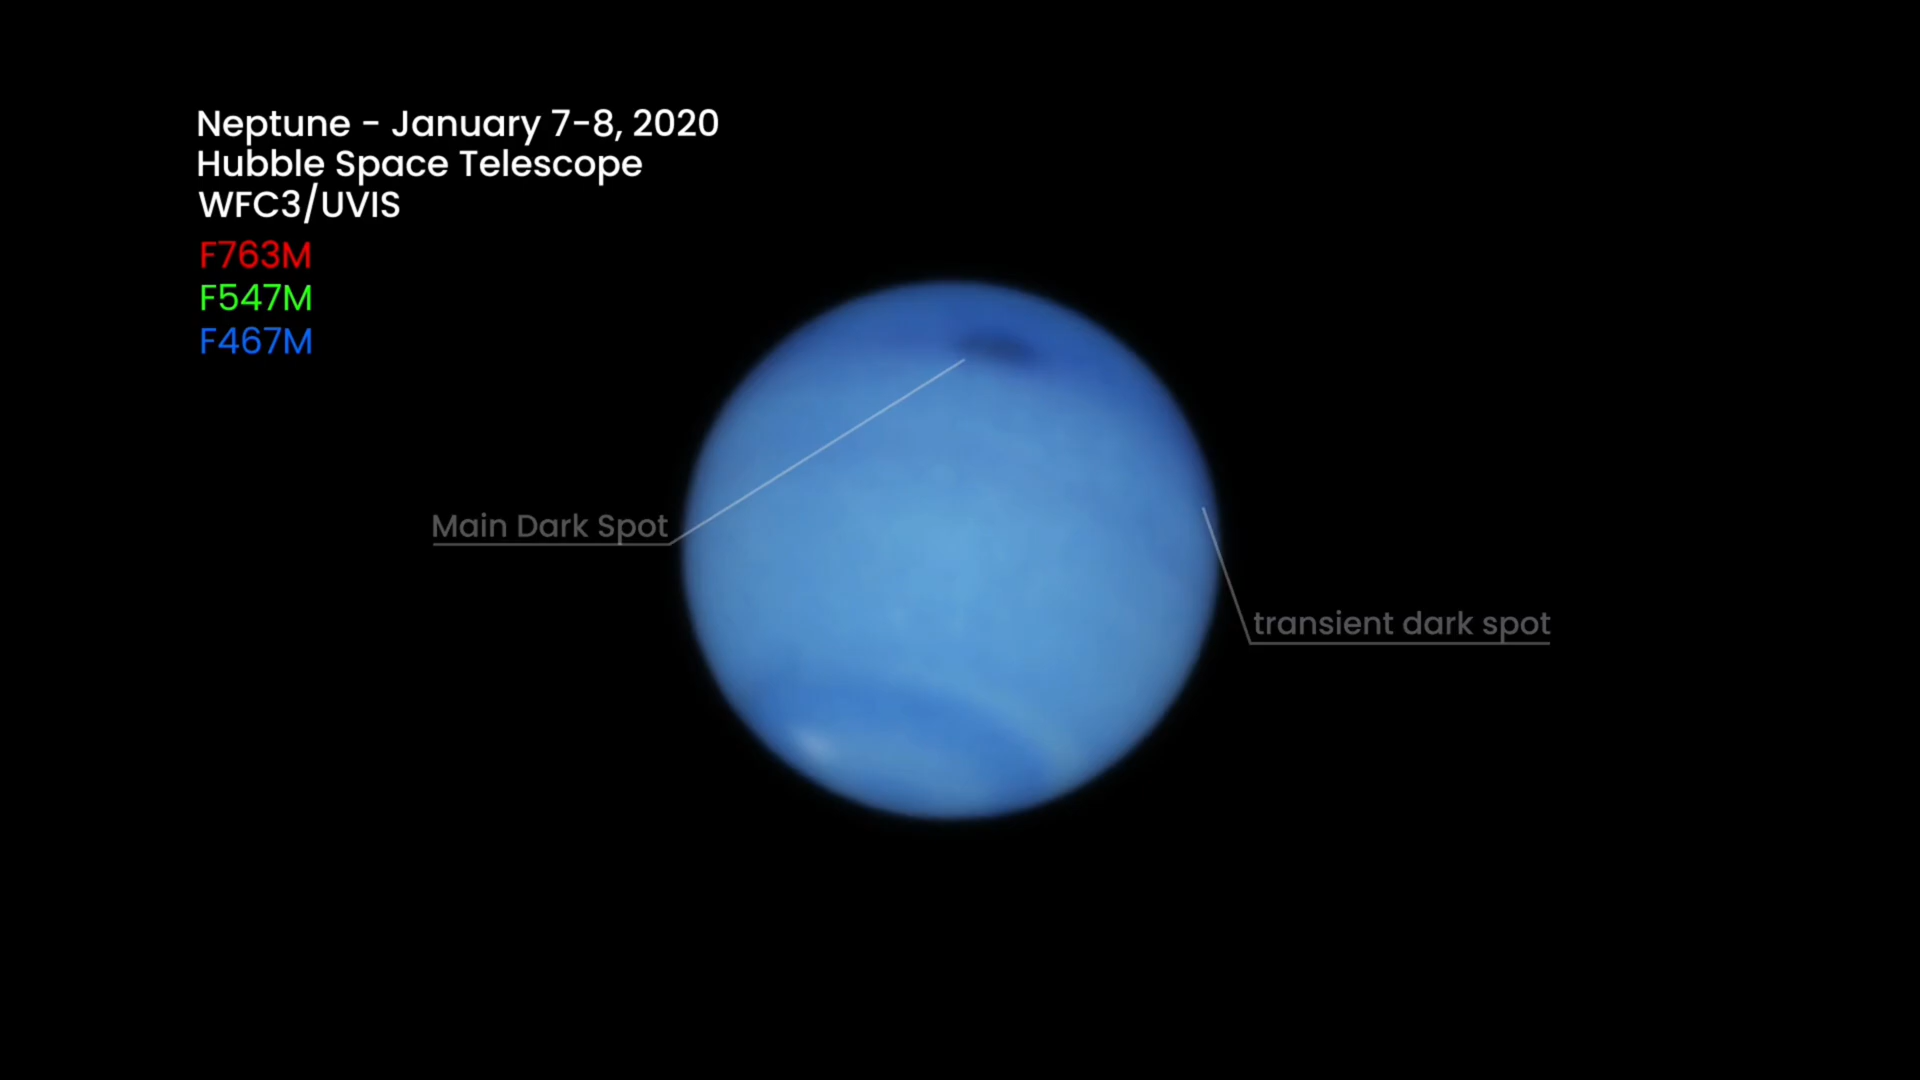 Neptune - January 7-8, 2020
Hubble Space Telescope
WFC3/UVIS
F763M
F547M
F467M
Main Dark Spot
transient dark spot